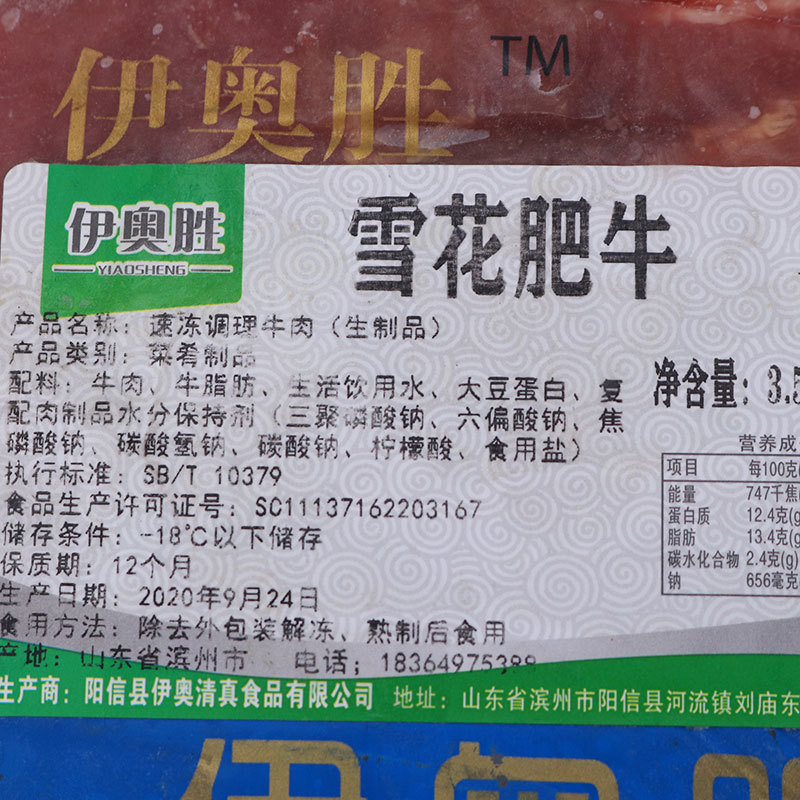 伊奥胜 TM
伊奥胜
YIAOSHENG
雪花肥牛
产品名称：速冻调理牛肉（生制品）
产品类别：菜肴制品
配料：牛肉、牛脂肪、生活饮用水、大豆蛋白、复
配肉制品水分保持剂（三聚磷酸钠、六偏酸钠、焦
磷酸钠、碳酸氢钠、碳酸钠、柠檬酸、食用盐）
执行标准：SB/T 10379
食品生产许可证号：SC11137162203167
储存条件：-18℃以下储存
保质期：12个月
生产日期：2020年9月24日
食用方法：除去外包装解冻、熟制后食用
产地：山东省滨州市 电话；18364975389
净含量：3.5
营养成
项目 每100克(
能量 747千焦(
蛋白质 12.4克(g)
脂肪 13.4克(g)
碳水化合物 2.4克(g)
钠 656毫克
生产商：阳信县伊奥清真食品有限公司 地址：山东省滨州市阳信县河流镇刘庙东
伊奥胜